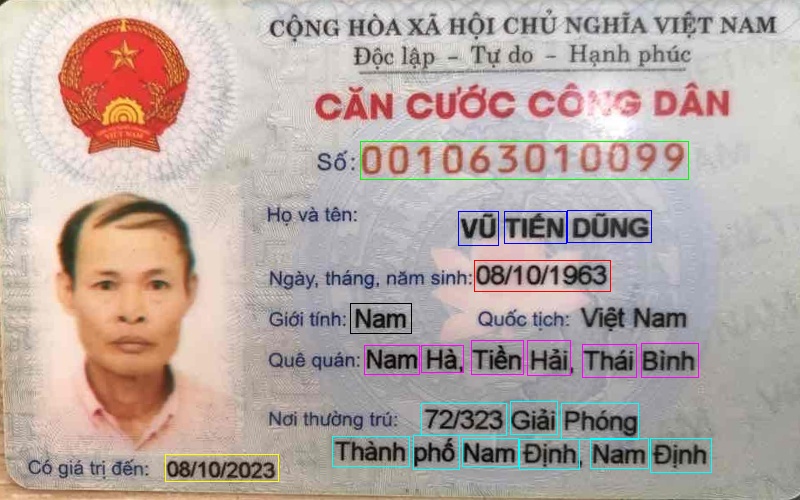 CỘNG HÒA XÃ HỘI CHỦ NGHĨA VIỆT NAM
Độc lập - Tự do - Hạnh phúc
CĂN CƯỚC CÔNG DÂN
Số: 001063010099
Họ và tên: VŨ TIẾN DŨNG
Ngày, tháng, năm sinh: 08/10/1963
Giới tính: Nam Quốc tịch: Việt Nam
Quê quán: Nam Hà, Tiền Hải, Thái Bình
Nơi thường trú: 72/323 Giải Phóng
Thành phố Nam Định, Nam Định
Có giá trị đến: 08/10/2023
VIỆT NAM